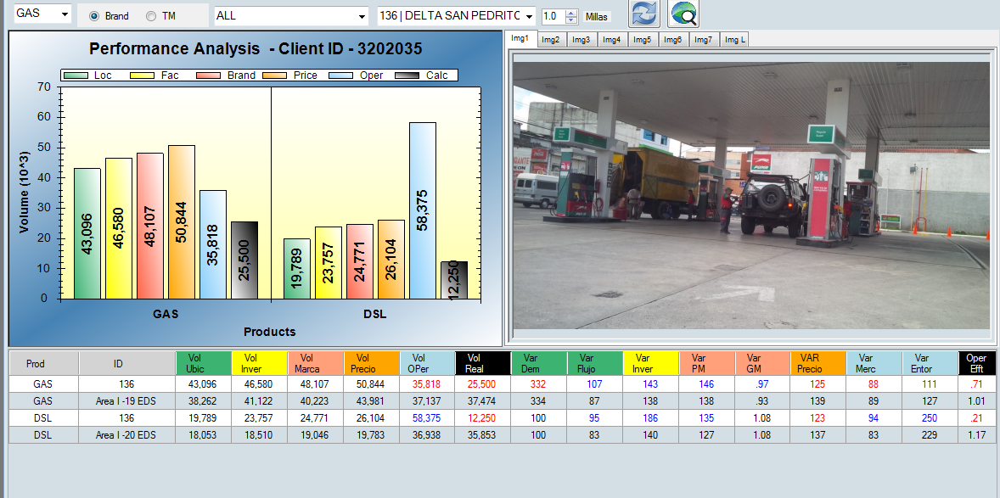 GAS Brand TM ALL 136 | DELTA SAN PEDRITC 1.0 Millas
Img1 Img2 Img3 Img4 Img5 Img6 Img7 Img L
Performance Analysis - Client ID - 3202035
Loc Fac Brand Price Oper Calc
Volume (10^3)
70
60
50
40
30
20
10
0
43,096 46,580 48,107 50,844 35,818 25,500
19,789 23,757 24,771 26,104 58,375 12,250
GAS DSL
Products
Prod ID Vol Ubic Vol Inver Vol Marca Vol Precio Vol OPer Vol Real Var Dem Var Flujo Var Inver Var PM Var GM VAR Precio Var Merc Var Entor Oper Efft
GAS 136 43,096 46,580 48,107 50,844 35,818 25,500 332 107 143 146 .97 125 88 111 .71
GAS Area I -19 EDS 38,262 41,122 40,223 43,981 37,137 37,474 334 87 138 138 .93 139 89 127 1.01
DSL 136 19,789 23,757 24,771 26,104 58,375 12,250 100 95 186 135 1.08 123 94 250 .21
DSL Area I -20 EDS 18,053 18,510 19,046 19,783 36,938 35,853 100 83 140 127 1.08 137 83 229 1.17